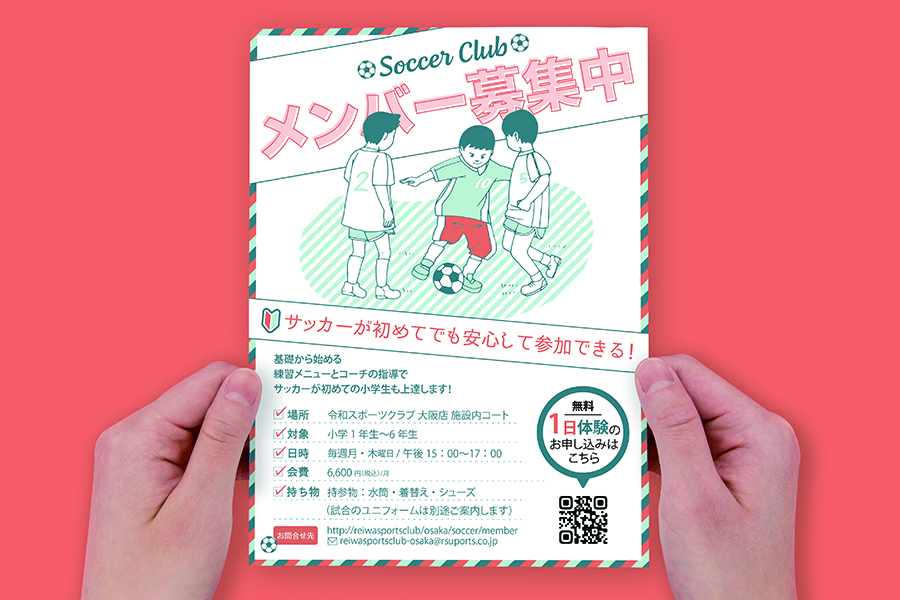 Soccer Club
メンバー募集中
2
10
5
サッカーが初めてでも安心して参加できる!
基礎から始める
練習メニューとコーチの指導で
サッカーが初めての小学生も上達します!
場所 令和スポーツクラブ 大阪店 施設内コート
対象 小学1年生〜6年生
日時 毎週月・木曜日 / 午後 15：00〜17：00
会費 6,600円(税込)/月
持ち物 持参物：水筒・着替え・シューズ
(試合のユニフォームは別途ご案内します)
お問合せ先 http://reiwasportsclub/osaka/soccer/member
reiwasportsclub-osaka@rsuports.co.jp
無料
1日体験の
お申し込みは
こちら